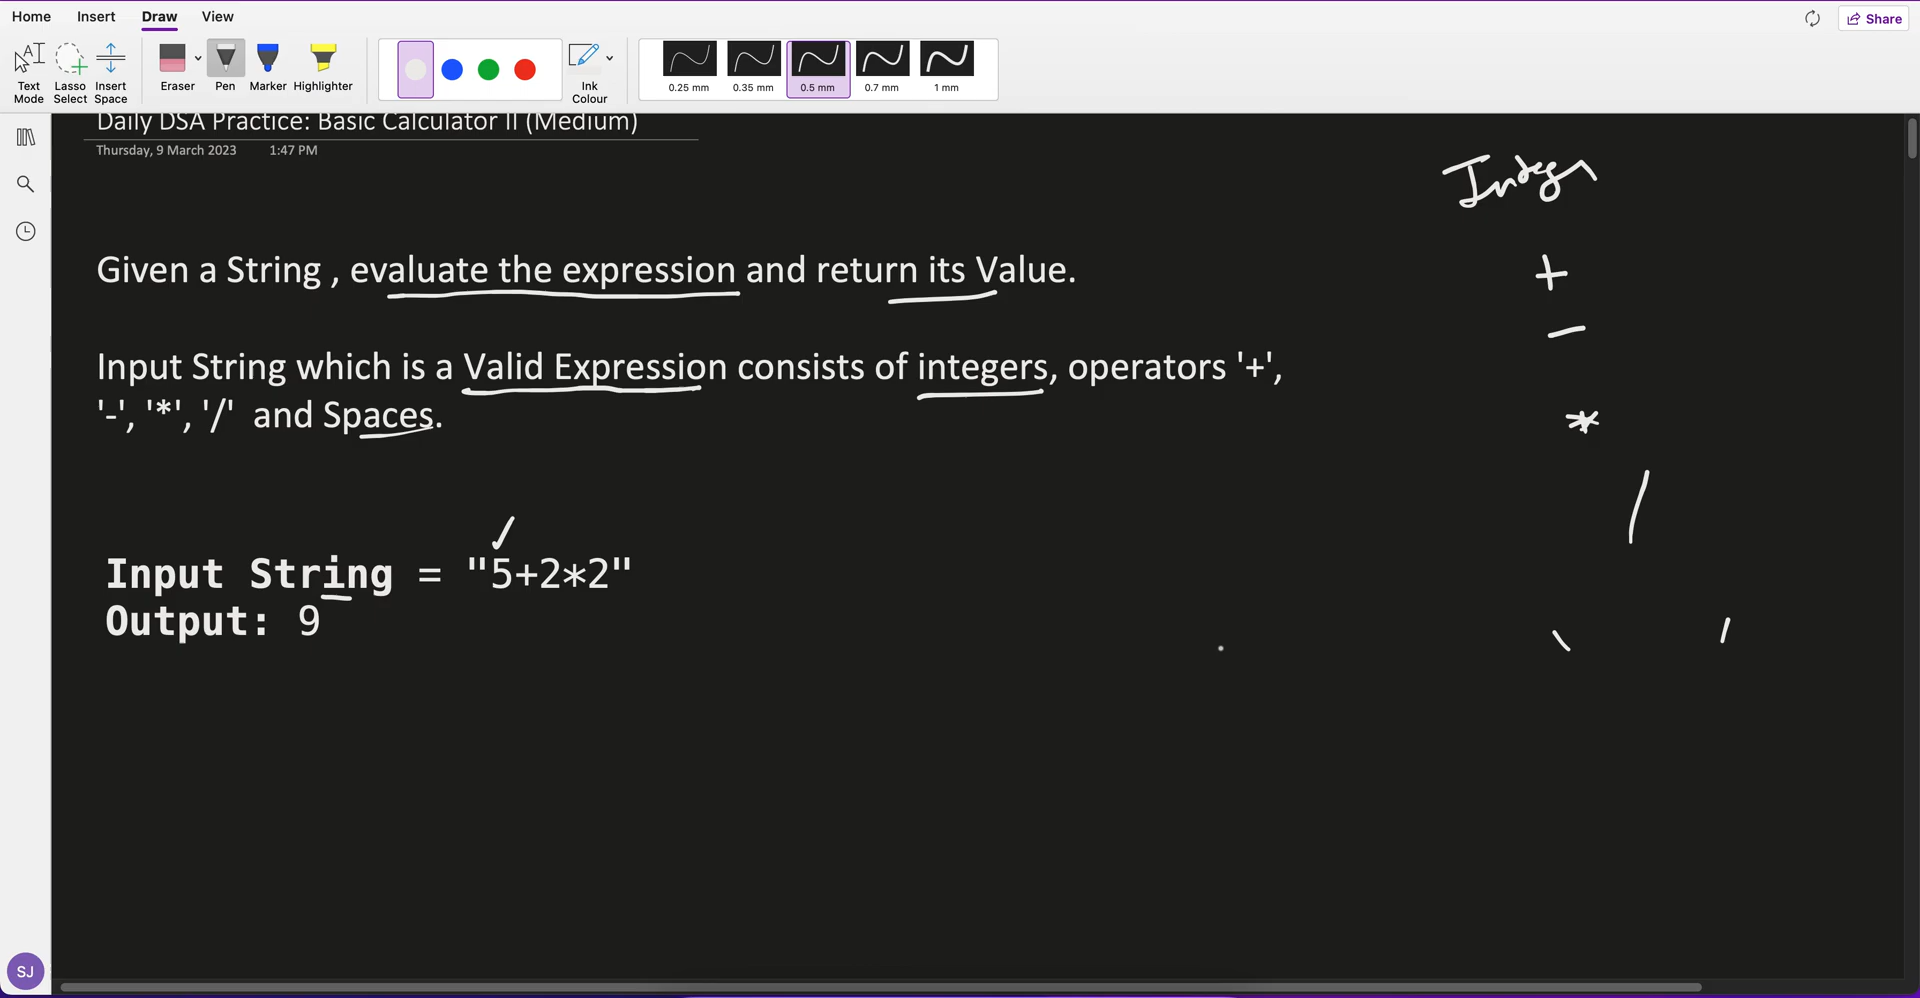 Home Insert Draw View
Share
Text Mode
Lasso Select
Insert Space
Eraser
Pen
Marker
Highlighter
Ink Colour
0.25 mm
0.35 mm
0.5 mm
0.7 mm
1 mm
Daily DSA Practice: Basic Calculator II (Medium)
Thursday, 9 March 2023 1:47 PM
Given a String , evaluate the expression and return its Value.
Input String which is a Valid Expression consists of integers, operators '+',
'-', '*', '/' and Spaces.
Input String = "5+2*2"
Output: 9
+
-
*
/
SJ